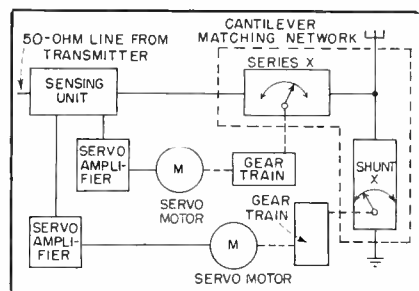 CANTILEVER
MATCHING NETWORK
50-OHM LINE FROM
TRANSMITTER
SERIES X
SENSING
UNIT
SERVO
AMPLI-
FIER
M
SERVO
MOTOR
GEAR
TRAIN
GEAR
TRAIN
SHUNT
X
SERVO
AMPLI-
FIER
M
SERVO MOTOR